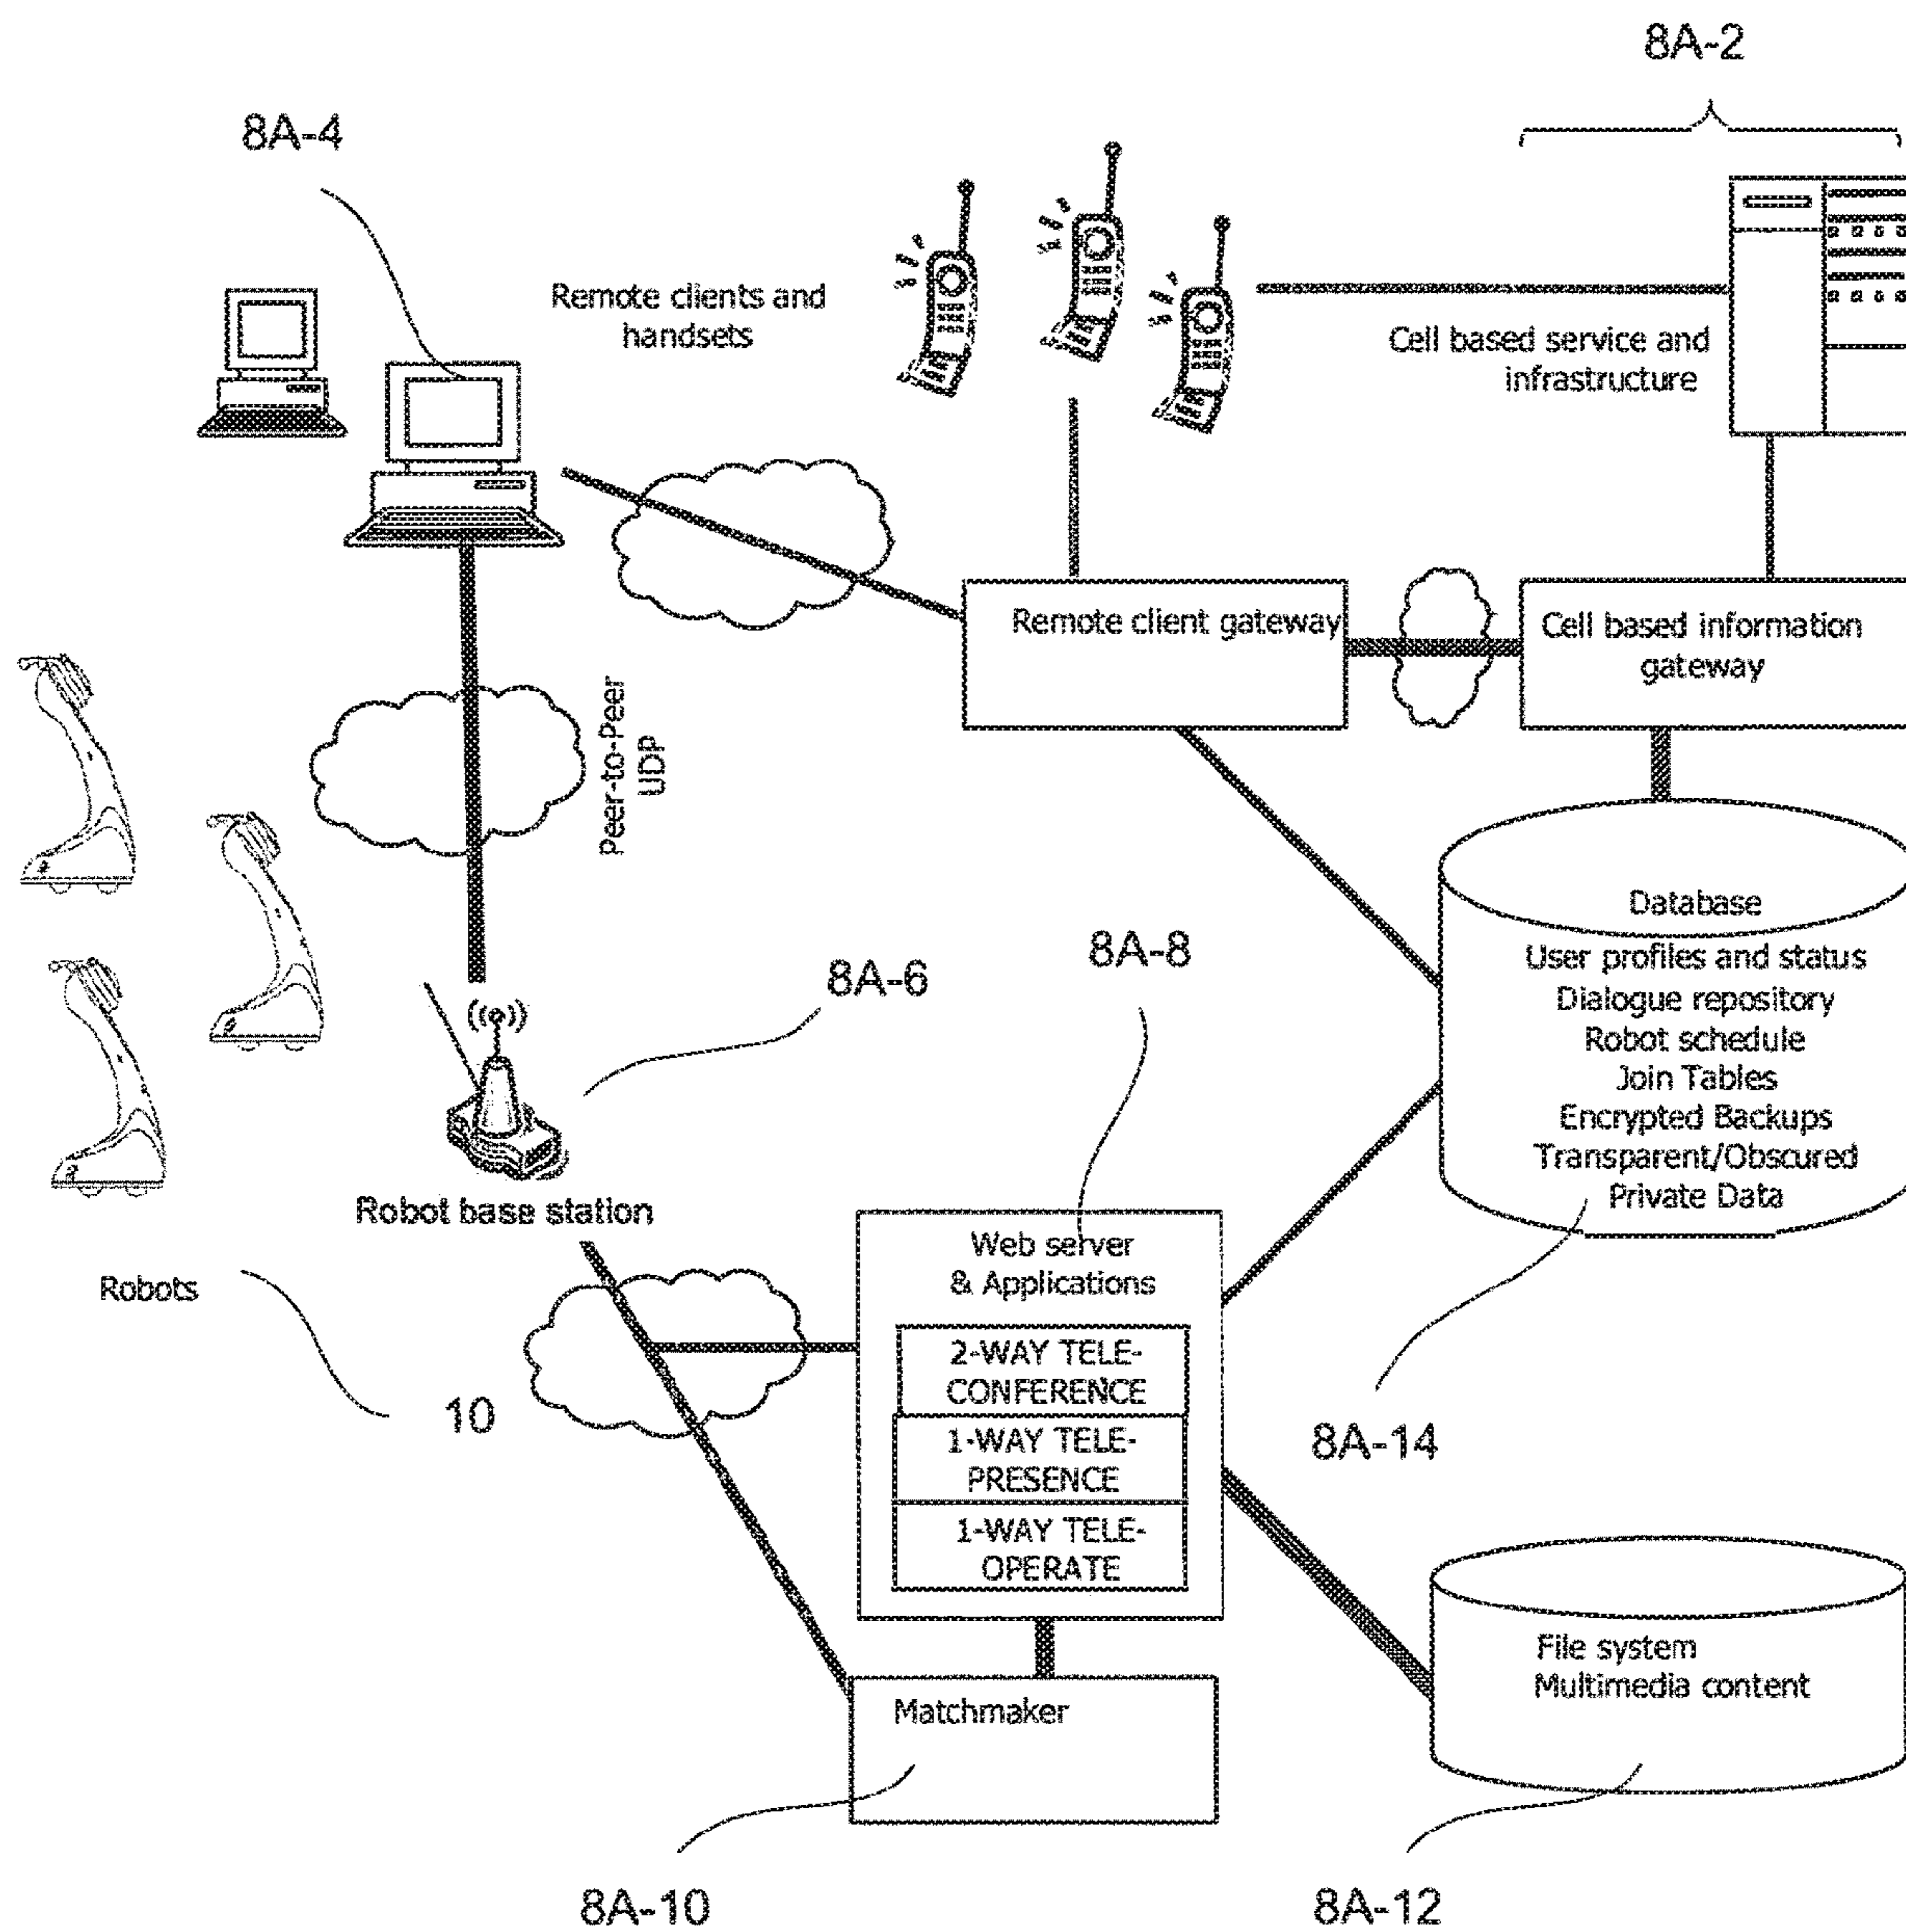 8A-2
8A-4
Remote clients and
handsets
Cell based service and
infrastructure
Remote client gateway
Cell based information
gateway
Peer-to-Peer
UDP
Database
User profiles and status
Dialogue repository
Robot schedule
Join Tables
Encrypted Backups
Transparent/Obscured
Private Data
8A-8
8A-6
Robot base station
Web server
& Applications
Robots
2-WAY TELE-
CONFERENCE
10
1-WAY TELE-
PRESENCE
8A-14
1-WAY TELE-
OPERATE
File system
Multimedia content
Matchmaker
8A-10
8A-12